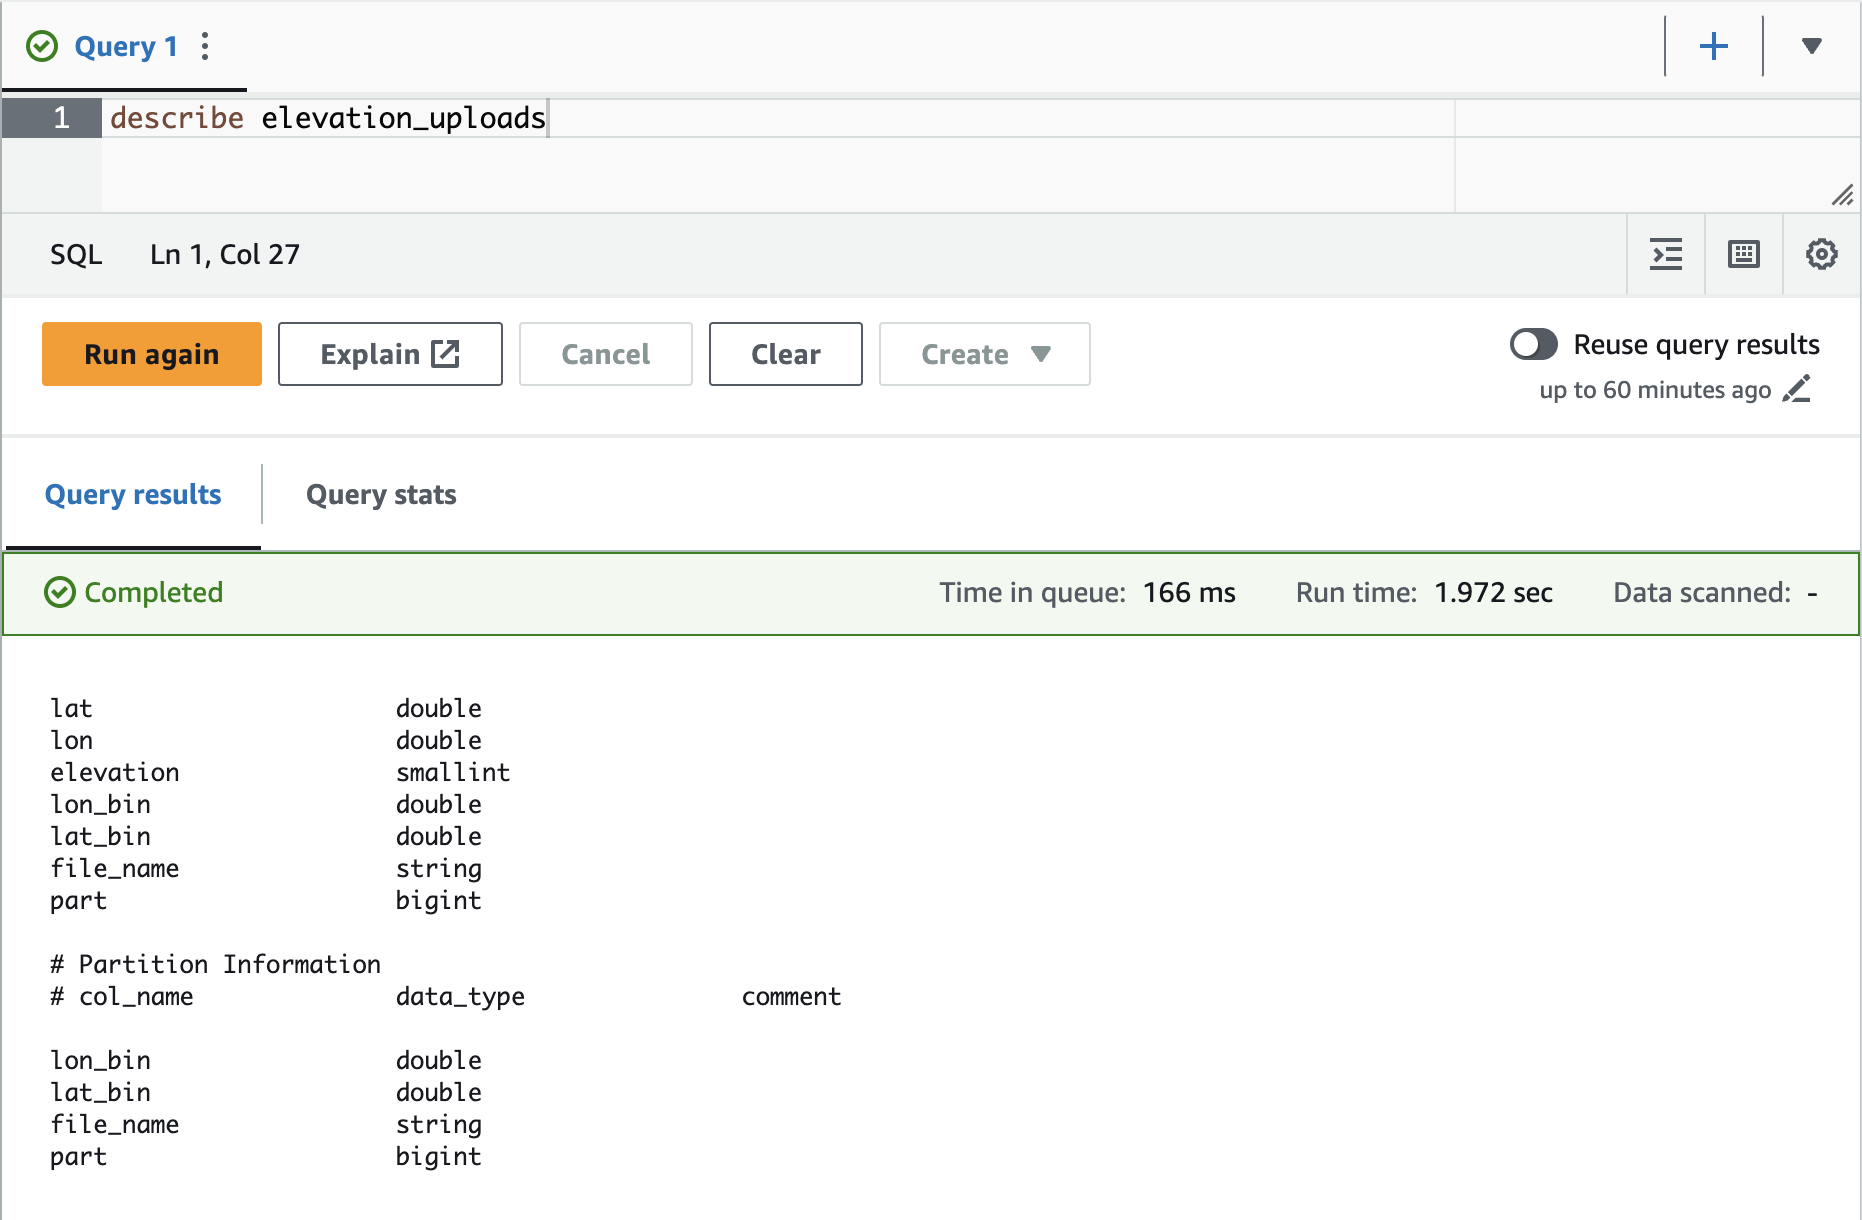 Query 1
1 describe elevation_uploads
SQL Ln 1, Col 27
Run again Explain Cancel Clear Create Reuse query results
up to 60 minutes ago
Query results Query stats
Completed Time in queue: 166 ms Run time: 1.972 sec Data scanned: -
lat double
lon double
elevation smallint
lon_bin double
lat_bin double
file_name string
part bigint
# Partition Information
# col_name data_type comment
lon_bin double
lat_bin double
file_name string
part bigint